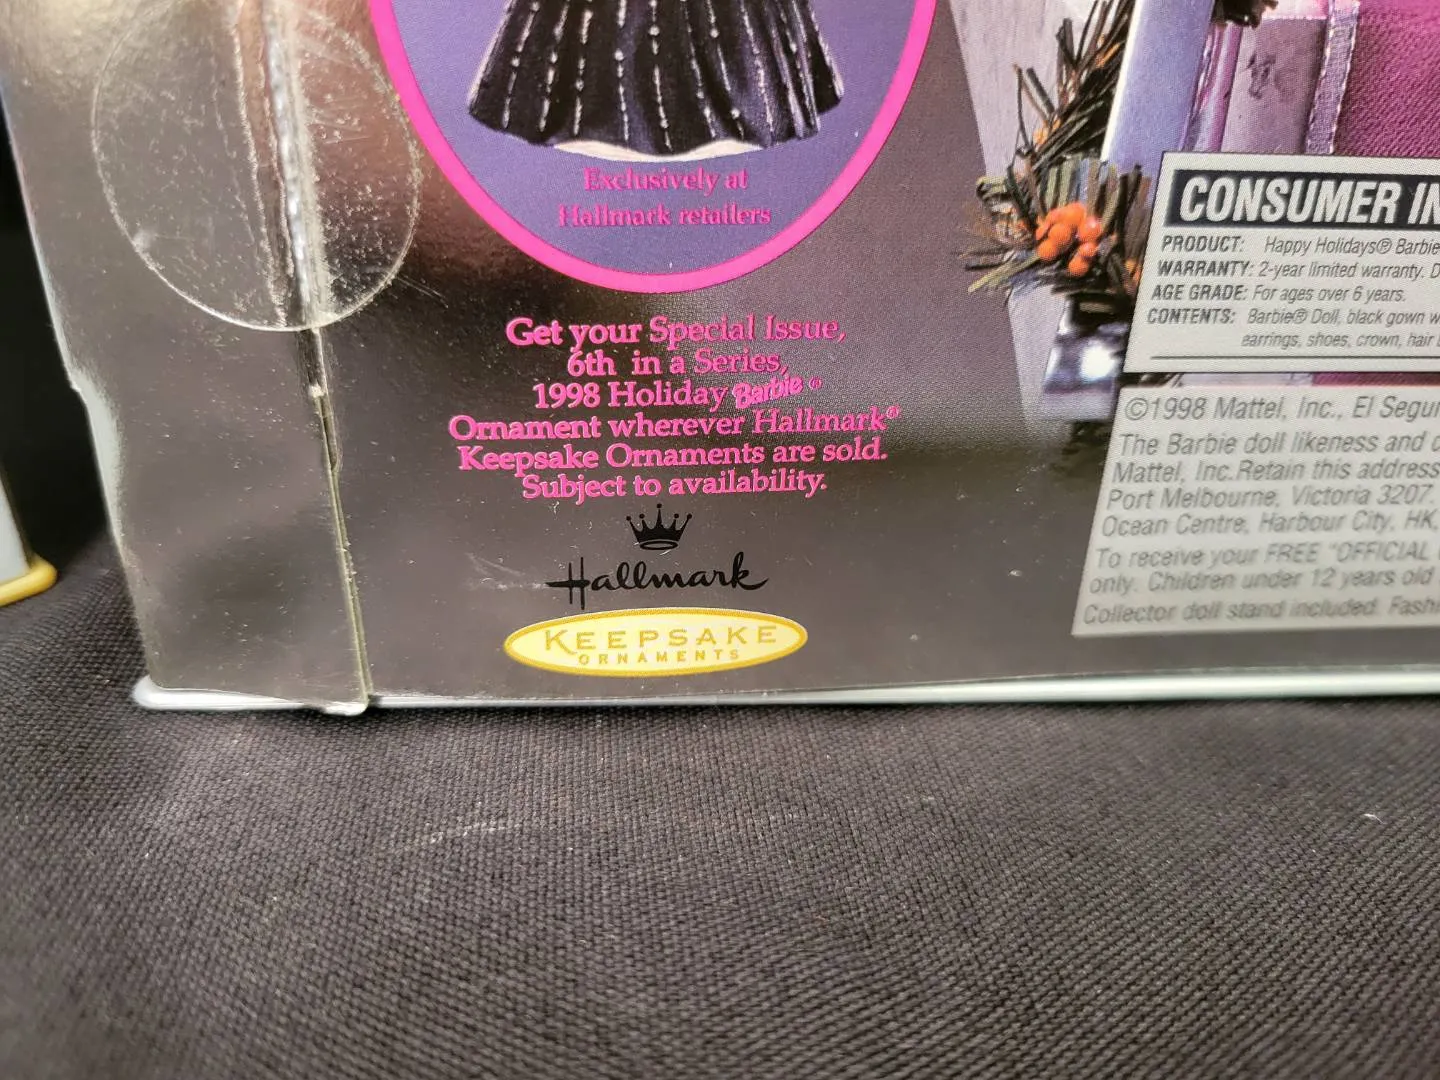 Exclusively at
Hallmark retailers
Get your Special Issue,
6th in a Series,
1998 Holiday Barbie®
Ornament wherever Hallmark®
Keepsake Ornaments are sold.
Subject to availability.
Hallmark
KEEPSAKE
ORNAMENTS
CONSUMER IN
PRODUCT: Happy Holidays® Barbie
WARRANTY: 2-year limited warranty. D
AGE GRADE: For ages over 6 years.
CONTENTS: Barbie® Doll, black gown w
earrings, shoes, crown, hair
©1998 Mattel, Inc., El Segu
The Barbie doll likeness and
Mattel, Inc.Retain this address
Port Melbourne, Victoria 3207.
Ocean Centre, Harbour City, HK.
To receive your FREE "OFFICIAL
only. Children under 12 years old
Collector doll stand included. Fashi